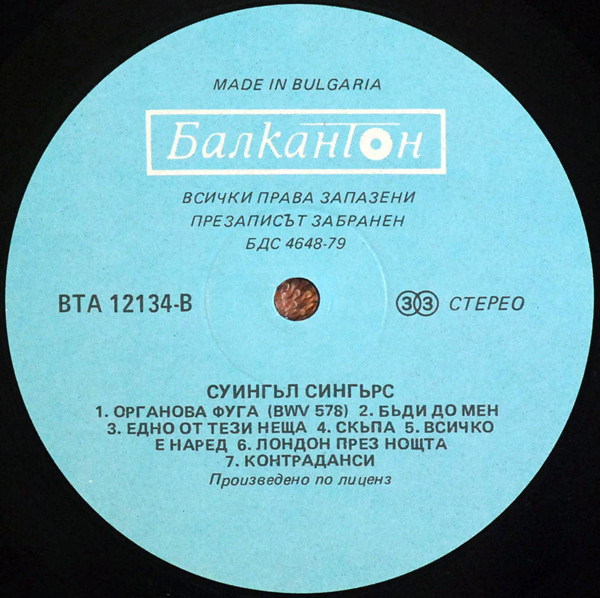 MADE IN BULGARIA
Балкантон
ВСИЧКИ ПРАВА ЗАПАЗЕНИ
ПРЕЗАПИСЪТ ЗАБРАНЕН
БДС 4648-79
ВТА 12134-В
33 СТЕРЕО
СУИНГЪЛ СИНГЪРС
1. ОРГАНОВА ФУГА (BWV 578) 2. БЪДИ ДО МЕН
3. ЕДНО ОТ ТЕЗИ НЕЩА 4. СКЪПА 5. ВСИЧКО
Е НАРЕД 6. ЛОНДОН ПРЕЗ НОЩТА
7. КОНТРАДАНСИ
Произведено по лиценз